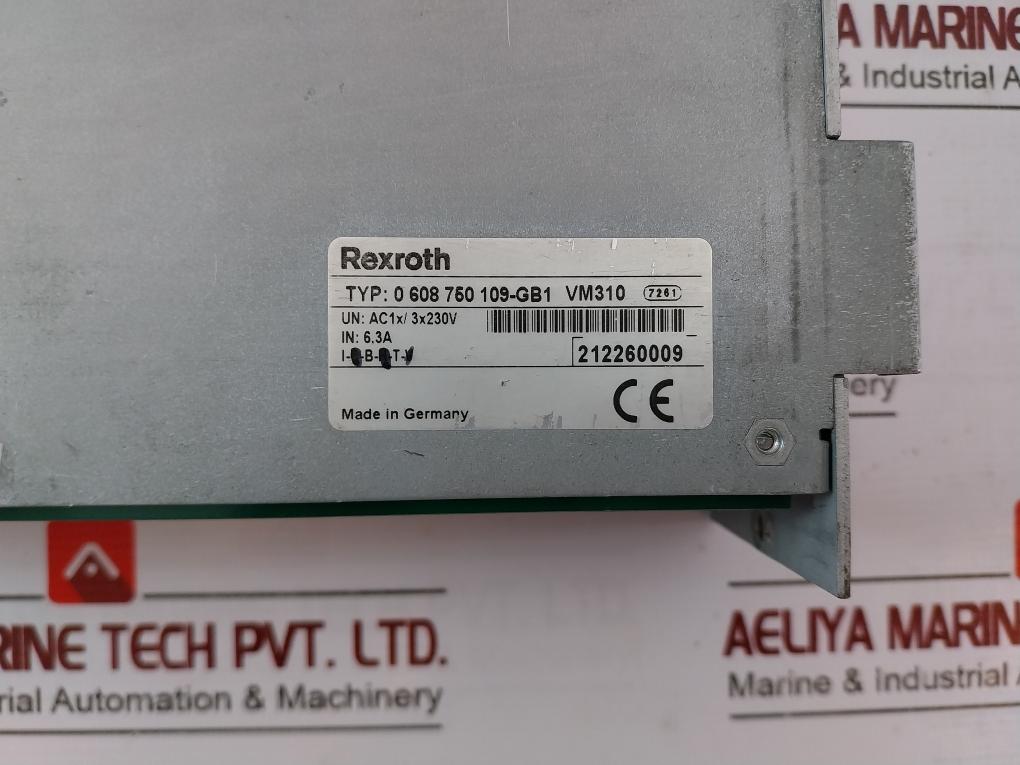 A MARINE
& Industrial A
Rexroth
TYP: 0 608 750 109-GB1 VM310 7261
UN: AC1x/ 3x230V
IN: 6.3A
212260009
Made in Germany
CE
ery
RINE TECH PVT. LTD.
rial Automation & Machinery
AELIYA MARIN
Marine & Industrial